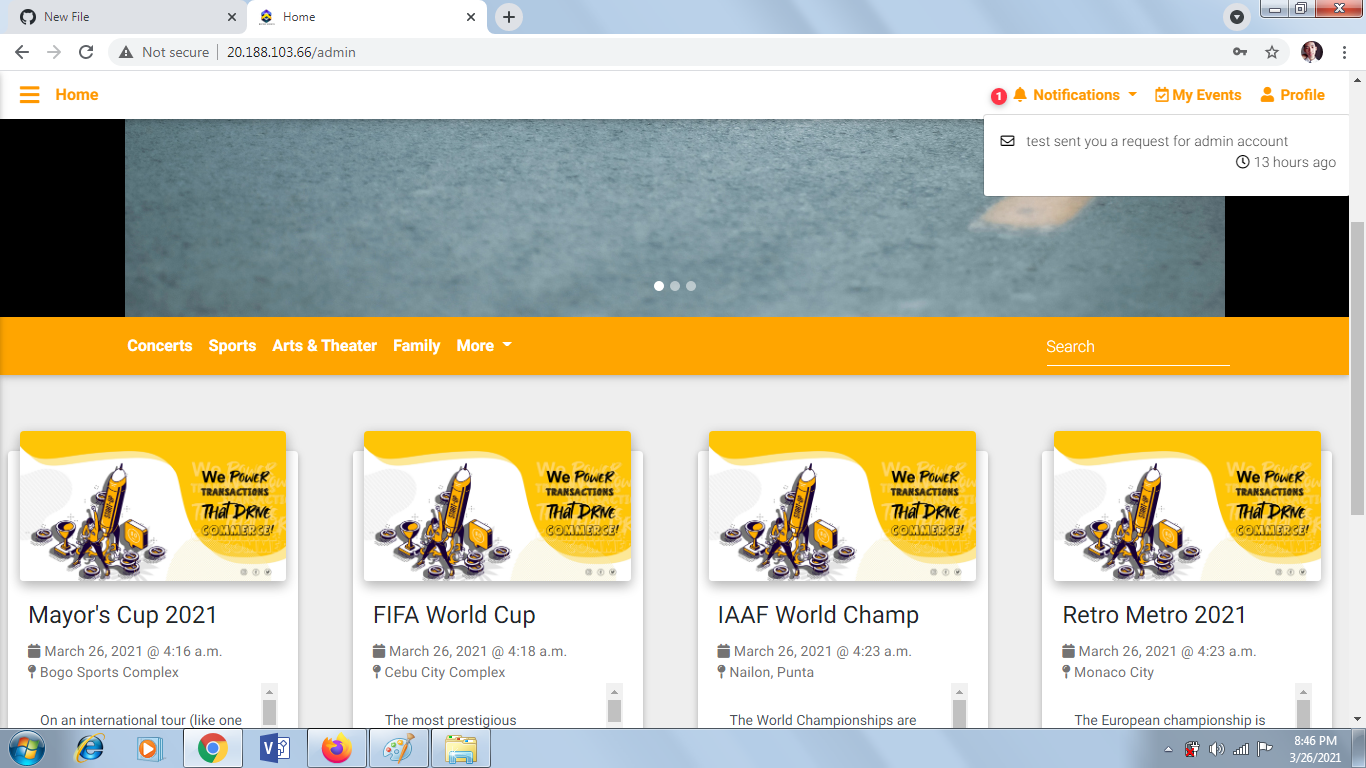 New File
Home
Not secure
20.188.103.66/admin
Home
1 Notifications My Events Profile
test sent you a request for admin account
13 hours ago
Concerts Sports Arts & Theater Family More
Search
We Power
TRANSACTIONS
That Drive
COMMERCE!
We Power
TRANSACTIONS
That Drive
COMMERCE!
We Power
TRANSACTIONS
That Drive
COMMERCE!
We Power
TRANSACTIONS
That Drive
COMMERCE!
Mayor's Cup 2021
March 26, 2021 @ 4:16 a.m.
Bogo Sports Complex
On an international tour (like one
FIFA World Cup
March 26, 2021 @ 4:18 a.m.
Cebu City Complex
The most prestigious
IAAF World Champ
March 26, 2021 @ 4:23 a.m.
Nailon, Punta
The World Championships are
Retro Metro 2021
March 26, 2021 @ 4:23 a.m.
Monaco City
The European championship is
8:46 PM
3/26/2021